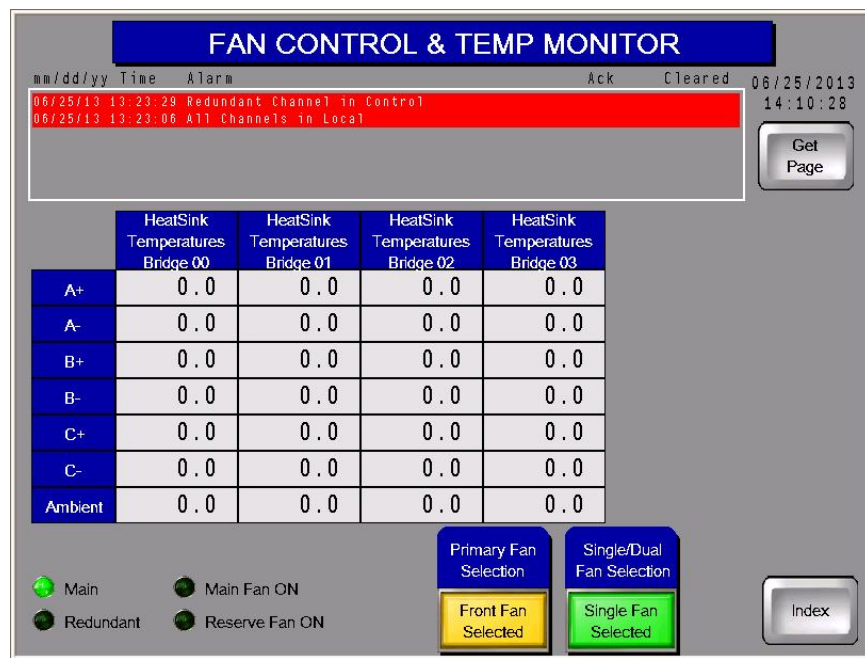 FAN CONTROL & TEMP MONITOR
mm/dd/yy Time Alarm Ack Cleared
06/25/2013
14:10:28
06/25/13 13:23:29 Redundant Channel in Control
06/25/13 13:23:06 All Channels in Local
Get
Page
HeatSink HeatSink HeatSink HeatSink
Temperatures Temperatures Temperatures Temperatures
Bridge 00 Bridge 01 Bridge 02 Bridge 03
A+ 0.0 0.0 0.0 0.0
A- 0.0 0.0 0.0 0.0
B+ 0.0 0.0 0.0 0.0
B- 0.0 0.0 0.0 0.0
C+ 0.0 0.0 0.0 0.0
C- 0.0 0.0 0.0 0.0
Ambient 0.0 0.0 0.0 0.0
Primary Fan
Selection
Single/Dual
Fan Selection
Main Main Fan ON
Redundant Reserve Fan ON
Front Fan
Selected
Single Fan
Selected
Index